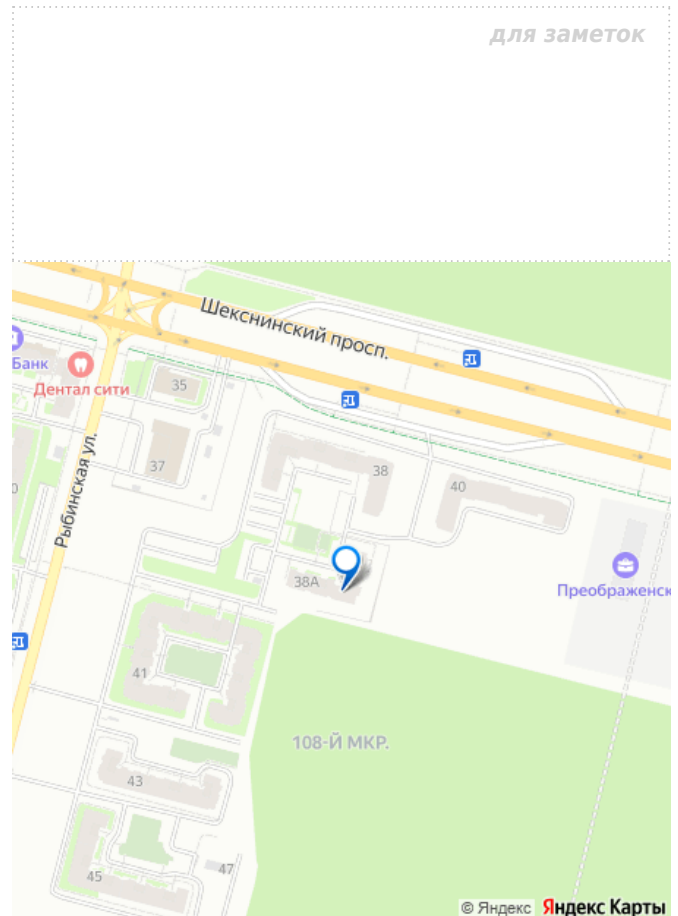 для заметок
Шекснинский просп.
Банк
Дентал сити
35
37
Рыбинская ул.
38
40
38А
Преображенск
41
108-Й МКР.
43
45
47
© Яндекс Яндекс Карты